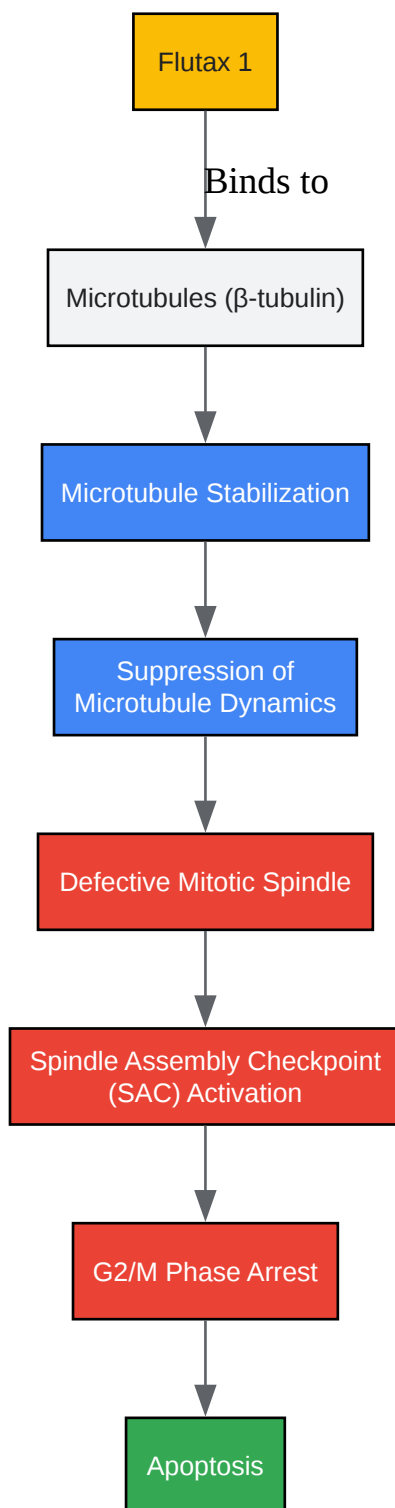 Flutax 1
Binds to
Microtubules (β-tubulin)
Microtubule Stabilization
Suppression of
Microtubule Dynamics
Defective Mitotic Spindle
Spindle Assembly Checkpoint
(SAC) Activation
G2/M Phase Arrest
Apoptosis